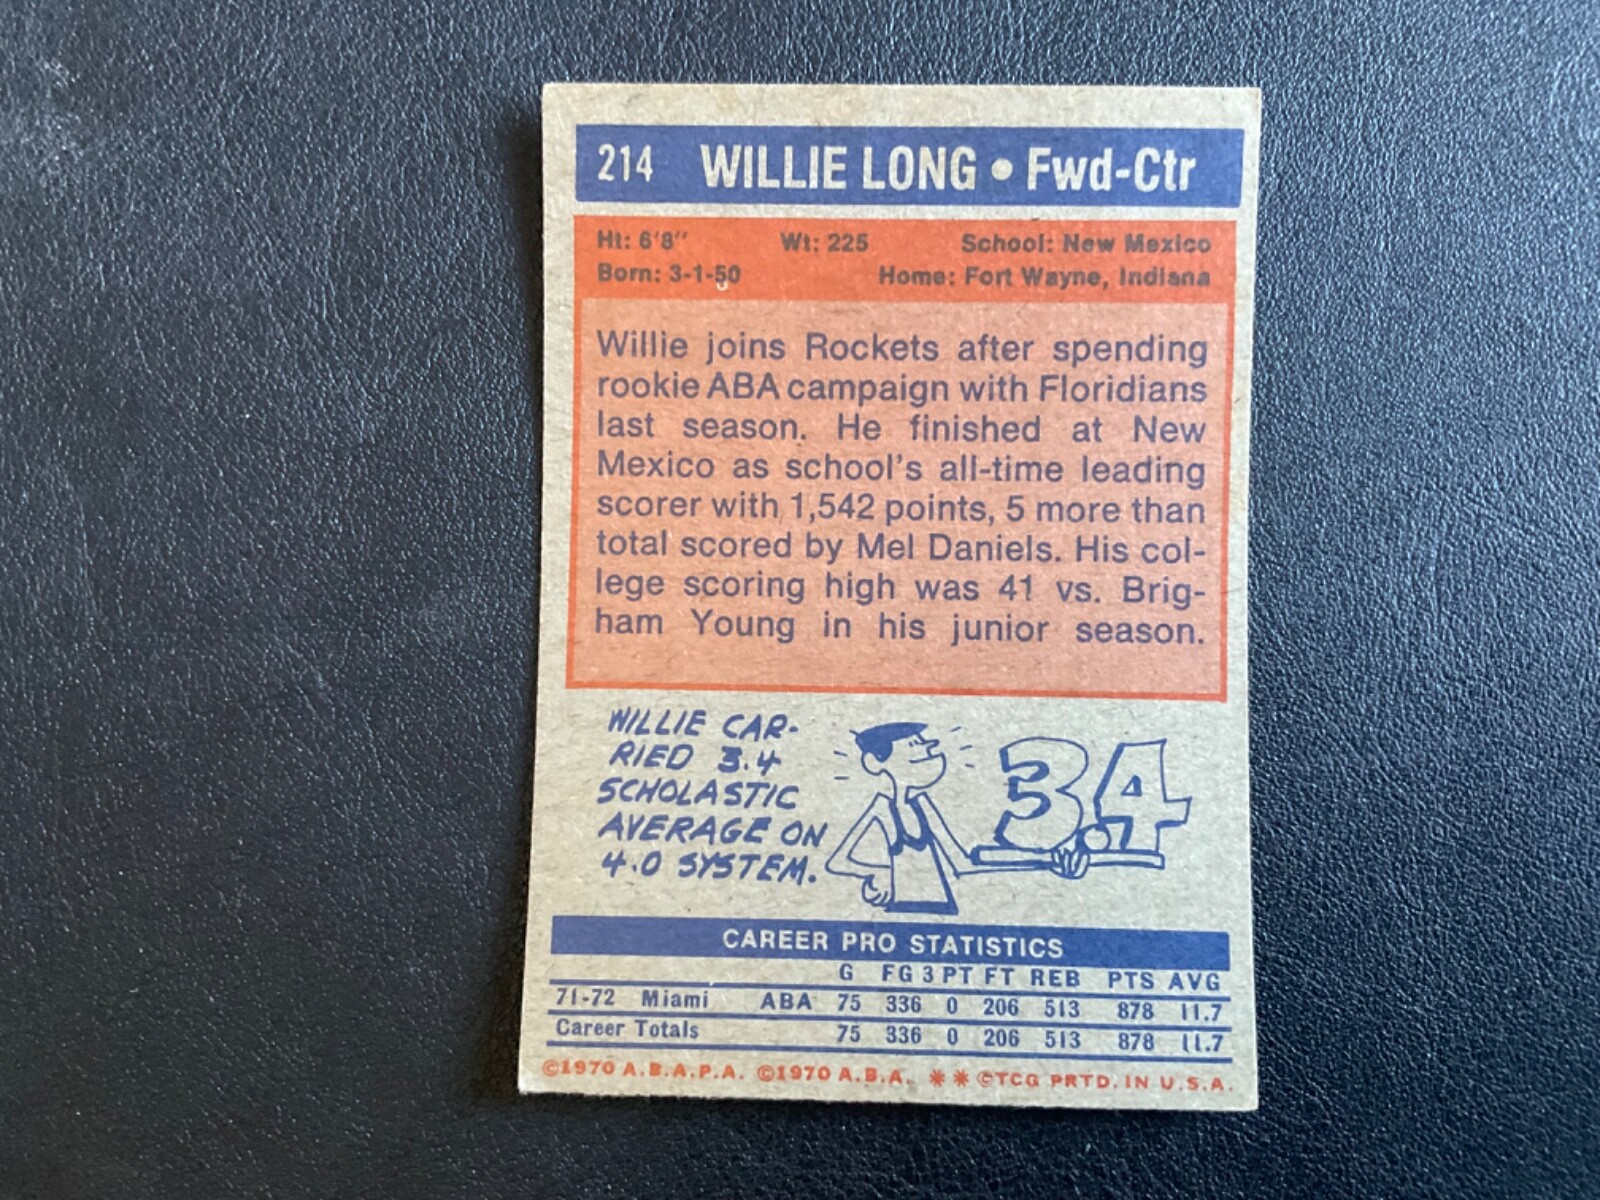 214 WILLIE LONG • Fwd-Ctr
Ht: 6'8" Wt: 225 School: New Mexico
Born: 3-1-50 Home: Fort Wayne, Indiana
Willie joins Rockets after spending
rookie ABA campaign with Floridians
last season. He finished at New
Mexico as school's all-time leading
scorer with 1,542 points, 5 more than
total scored by Mel Daniels. His col-
lege scoring high was 41 vs. Brig-
ham Young in his junior season.
WILLIE CAR-
RIED 3.4
SCHOLASTIC
AVERAGE ON
4.0 SYSTEM.
3.4
CAREER PRO STATISTICS
G FG 3PT FT REB PTS AVG
71-72 Miami ABA 75 336 0 206 513 878 11.7
Career Totals 75 336 0 206 513 878 11.7
©1970 A.B.A.P.A. ©1970 A.B.A. ** ©TCG PRTD. IN U.S.A.